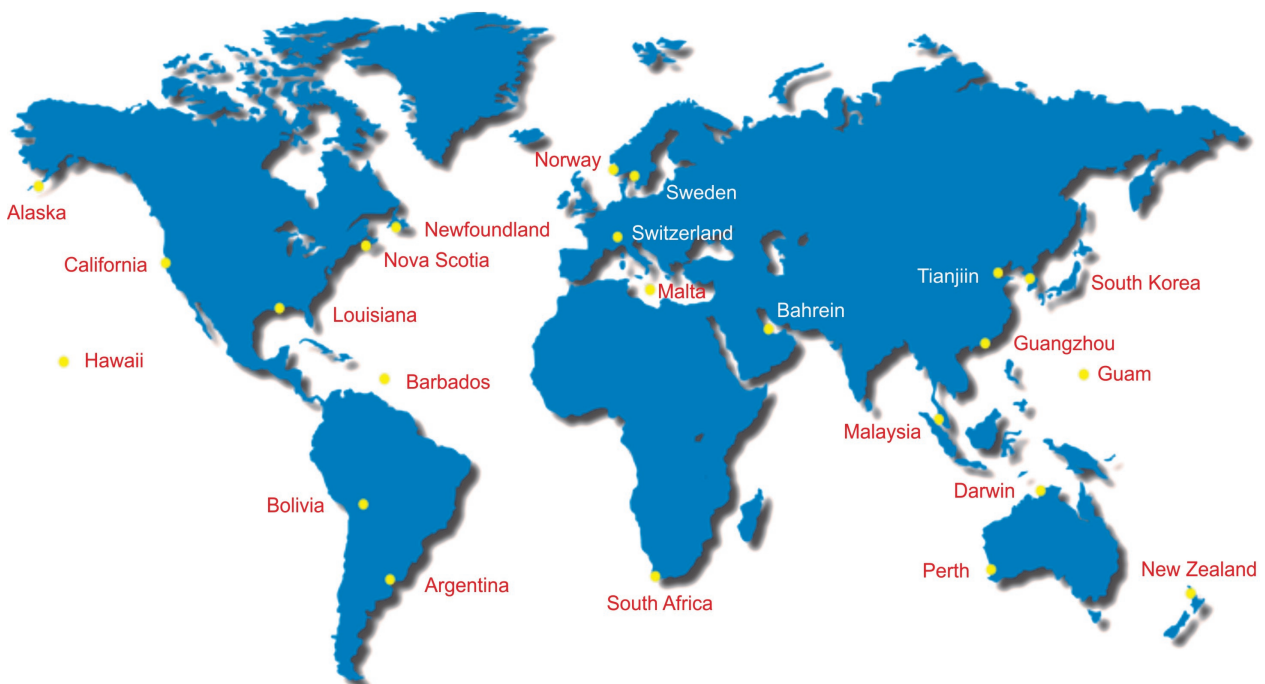 Norway
Sweden
Alaska
Newfoundland
Switzerland
Nova Scotia
California
Tianjiin
South Korea
Malta
Bahrein
Louisiana
Guangzhou
Hawaii
Barbados
Guam
Malaysia
Darwin
Bolivia
Perth
New Zealand
Argentina
South Africa